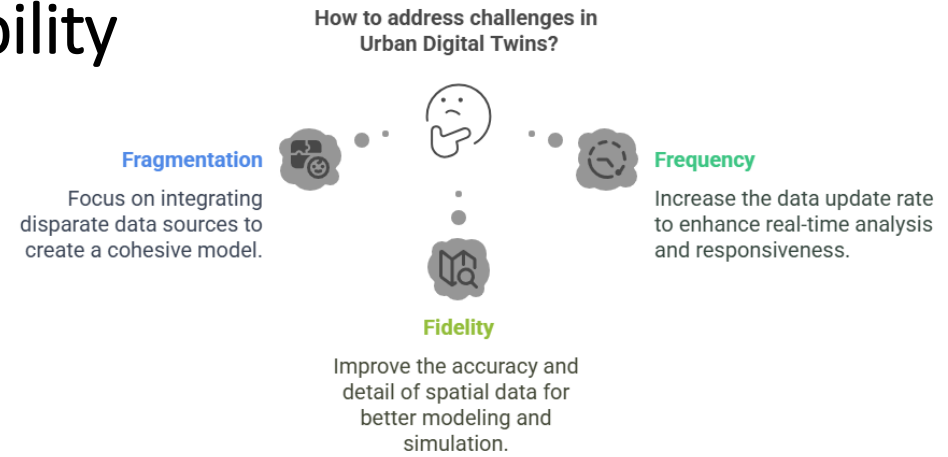 bility
How to address challenges in
Urban Digital Twins?
Fragmentation
Focus on integrating
disparate data sources to
create a cohesive model.
Frequency
Increase the data update rate
to enhance real-time analysis
and responsiveness.
Fidelity
Improve the accuracy and
detail of spatial data for
better modeling and
simulation.